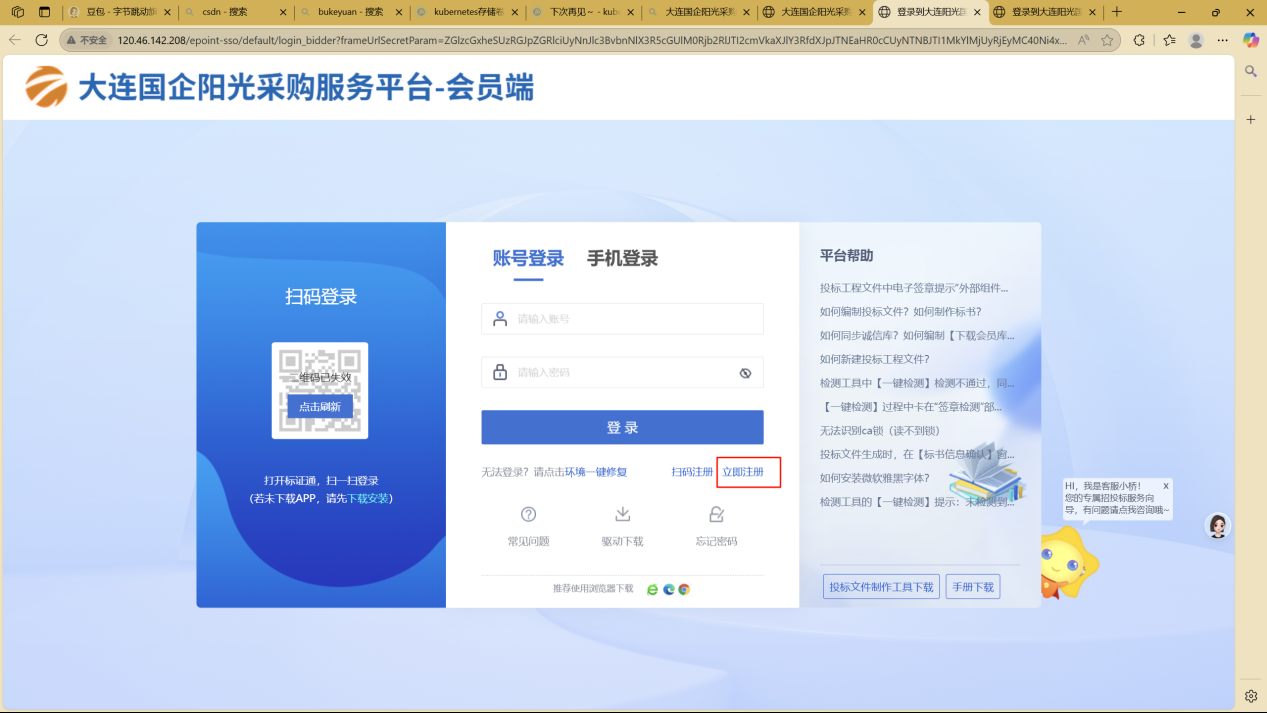 豆包 - 字节跳动旗
csdn - 搜索
bukeyuan - 搜索
kubernetes存储卷
下次再见～ - kub
大连国企阳光采购
大连国企阳光采购
登录到大连阳光
登录到大连阳光
不安全
120.46.142.208/epoint-sso/default/login_bidder?frameUrlSecretParam=ZGlzcGxheSUzRGJpZGRlciUyNnJlc3BvbnNlX3R5cGUlM0Rjb2RlJTI2cmVkaXJlY3RfdXJpJTNEaHR0cCUyNTNBJTI1MkYlMjUyRjEyMC40Ni4x...
大连国企阳光采购服务平台-会员端
扫码登录
二维码已失效
点击刷新
打开标证通，扫一扫登录
（若未下载APP，请先下载安装）
账号登录 手机登录
请输入账号
请输入密码
登 录
无法登录？请点击环境一键修复 扫码注册 立即注册
常见问题 驱动下载 忘记密码
推荐使用浏览器下载
平台帮助
投标工程文件中电子签章提示“外部组件...
如何编制投标文件？如何制作标书？
如何同步诚信库？如何编制【下载会员库...
如何新建投标工程文件？
检测工具中【一键检测】检测不通过，同...
【一键检测】过程中卡在“签章检测”部...
无法识别ca锁（读不到锁）
投标文件生成时，在【标书信息确认】窗...
如何安装微软雅黑字体？
检测工具的【一键检测】提示：未检测到...
投标文件制作工具下载 手册下载
HI，我是客服小桥！ x
您的专属招投标服务向
导，有问题请点我咨询哦~